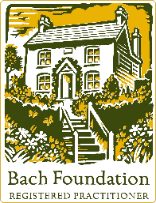 Bach Foundation
REGISTERED PRACTITIONER